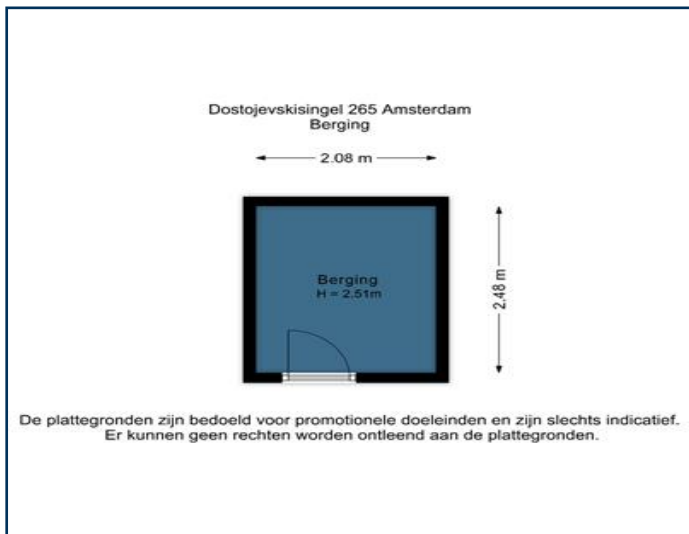 Dostojevskisingel 265 Amsterdam
Berging
2.08 m
Berging
H = 2.51m
2.48 m
De plattegronden zijn bedoeld voor promotionele doeleinden en zijn slechts indicatief.
Er kunnen geen rechten worden ontleend aan de plattegronden.